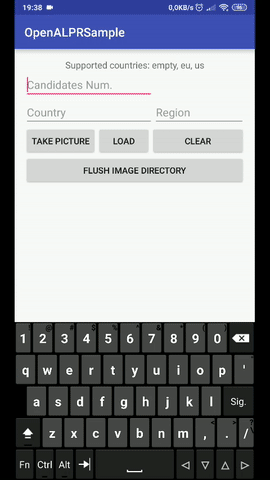 19:38 0,0KB/s 96
OpenALPRSample
Supported countries: empty, eu, us
Candidates Num.
Country Region
TAKE PICTURE LOAD CLEAR
FLUSH IMAGE DIRECTORY
1 2 3 4 5 6 7 8 9 0
q w e r t y u i o p '
a s d f g h j k l Sig.
z x c v b n m , . /
Fn Ctrl Alt